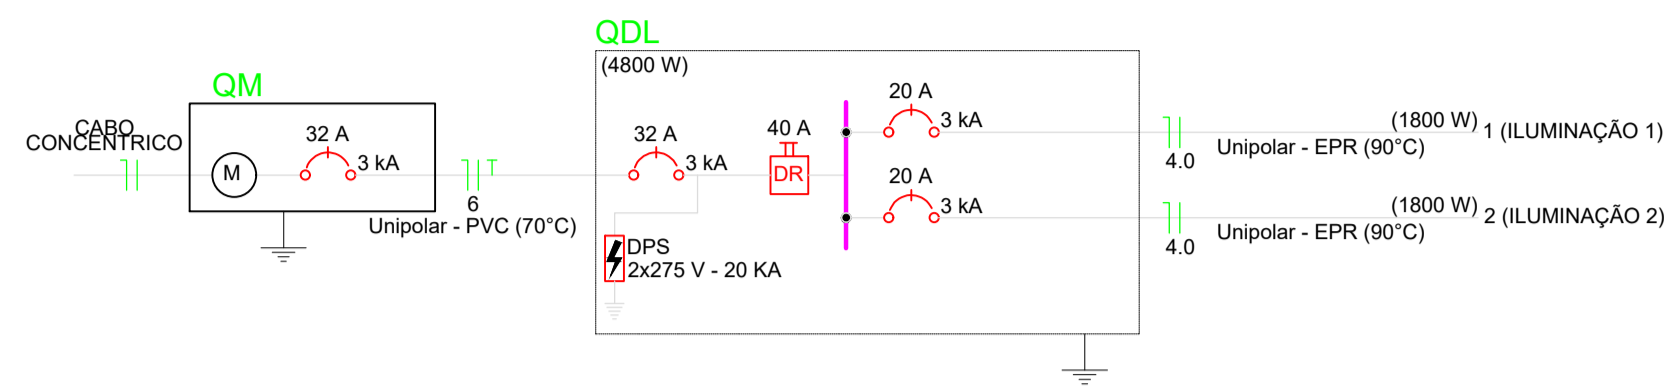 QM
CABO
CONCÊNTRICO
M
32 A
3 kA
6
Unipolar - PVC (70°C)
QDL
(4800 W)
32 A
3 kA
DPS
2x275 V - 20 KA
40 A
DR
20 A
3 kA
4.0
Unipolar - EPR (90°C)
(1800 W)
1 (ILUMINAÇÃO 1)
20 A
3 kA
4.0
Unipolar - EPR (90°C)
(1800 W)
2 (ILUMINAÇÃO 2)